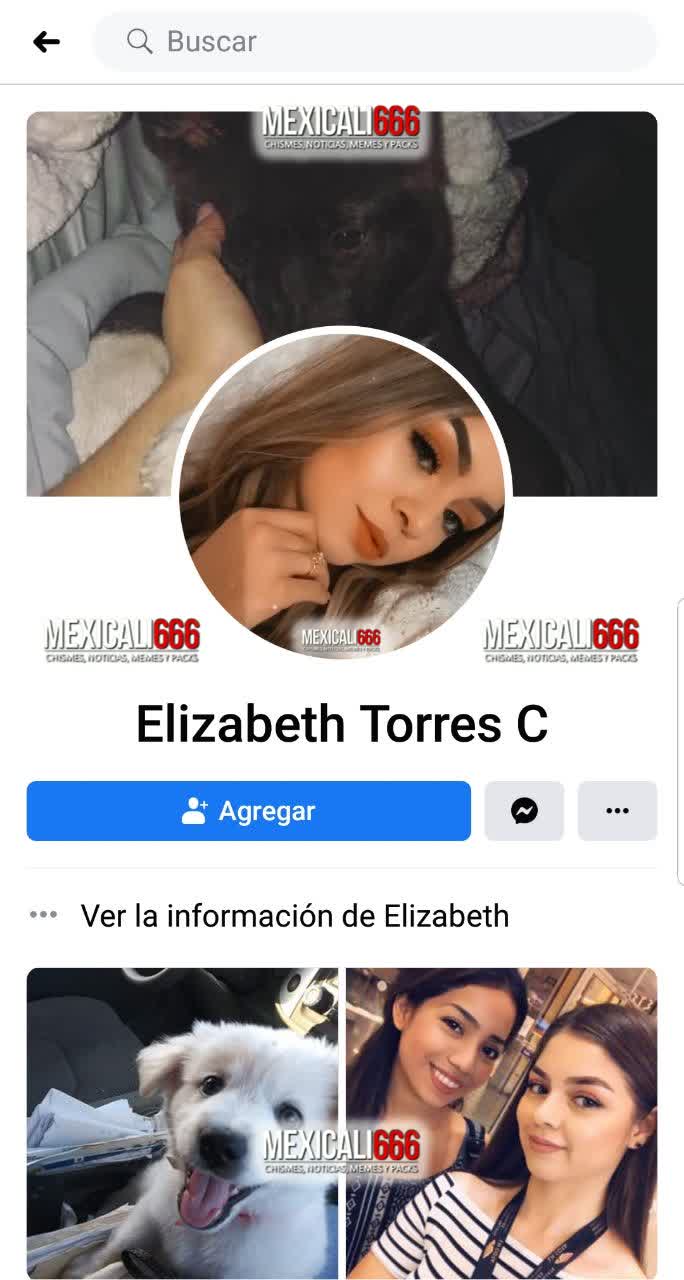 Buscar
MEXICALI666
CHISMES, NOTICIAS, MEMES Y PACKS
MEXICALI666
CHISMES, NOTICIAS, MEMES Y PACKS
MEXICALI666
CHISMES, NOTICIAS, MEMES Y PACKS
MEXICALI666
CHISMES, NOTICIAS, MEMES Y PACKS
Elizabeth Torres C
Agregar
Ver la información de Elizabeth
MEXICALI666
CHISMES, NOTICIAS, MEMES Y PACKS